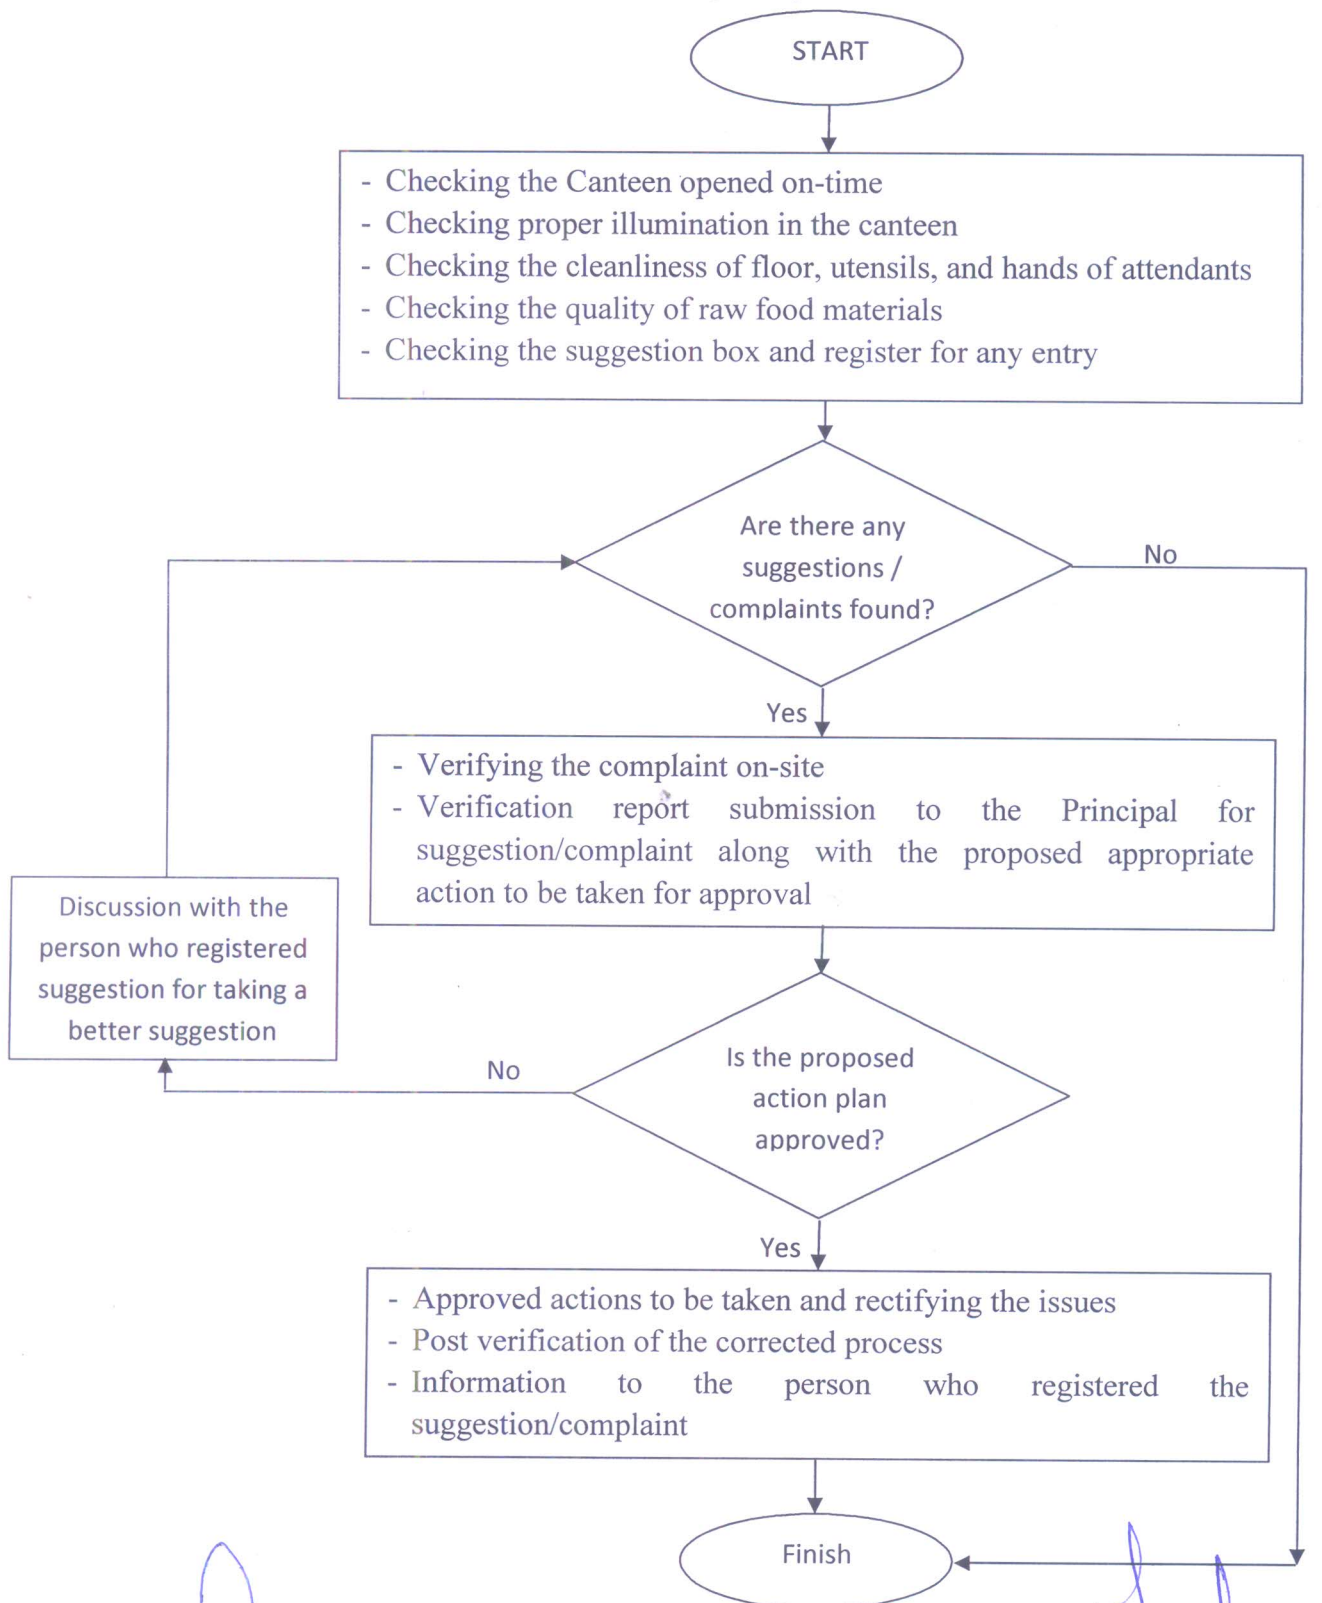 START
- Checking the Canteen opened on-time
- Checking proper illumination in the canteen
- Checking the cleanliness of floor, utensils, and hands of attendants
- Checking the quality of raw food materials
- Checking the suggestion box and register for any entry
Are there any
suggestions /
complaints found?
No
Yes
- Verifying the complaint on-site
- Verification report submission to the Principal for
suggestion/complaint along with the proposed appropriate
action to be taken for approval
Discussion with the
person who registered
suggestion for taking a
better suggestion
No
Is the proposed
action plan
approved?
Yes
- Approved actions to be taken and rectifying the issues
- Post verification of the corrected process
- Information to the person who registered the
suggestion/complaint
Finish